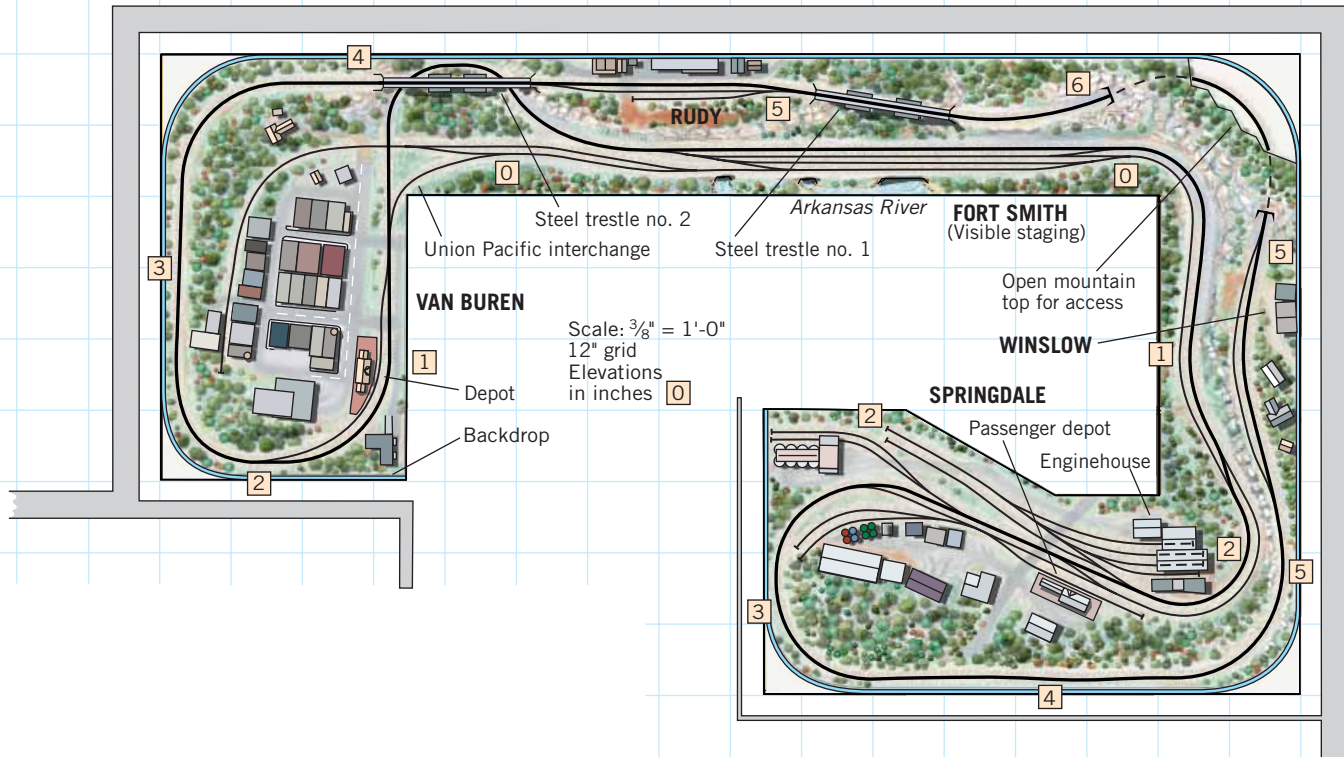 4
6
5
RUDY
0
0
Arkansas River
FORT SMITH
(Visible staging)
Steel trestle no. 2
Union Pacific interchange
Steel trestle no. 1
5
3
Open mountain
top for access
VAN BUREN
Scale: 3/8" = 1'-0"
12" grid
Elevations
in inches 0
WINSLOW
1
1
Depot
SPRINGDALE
2
Passenger depot
Backdrop
Enginehouse
2
2
5
3
4